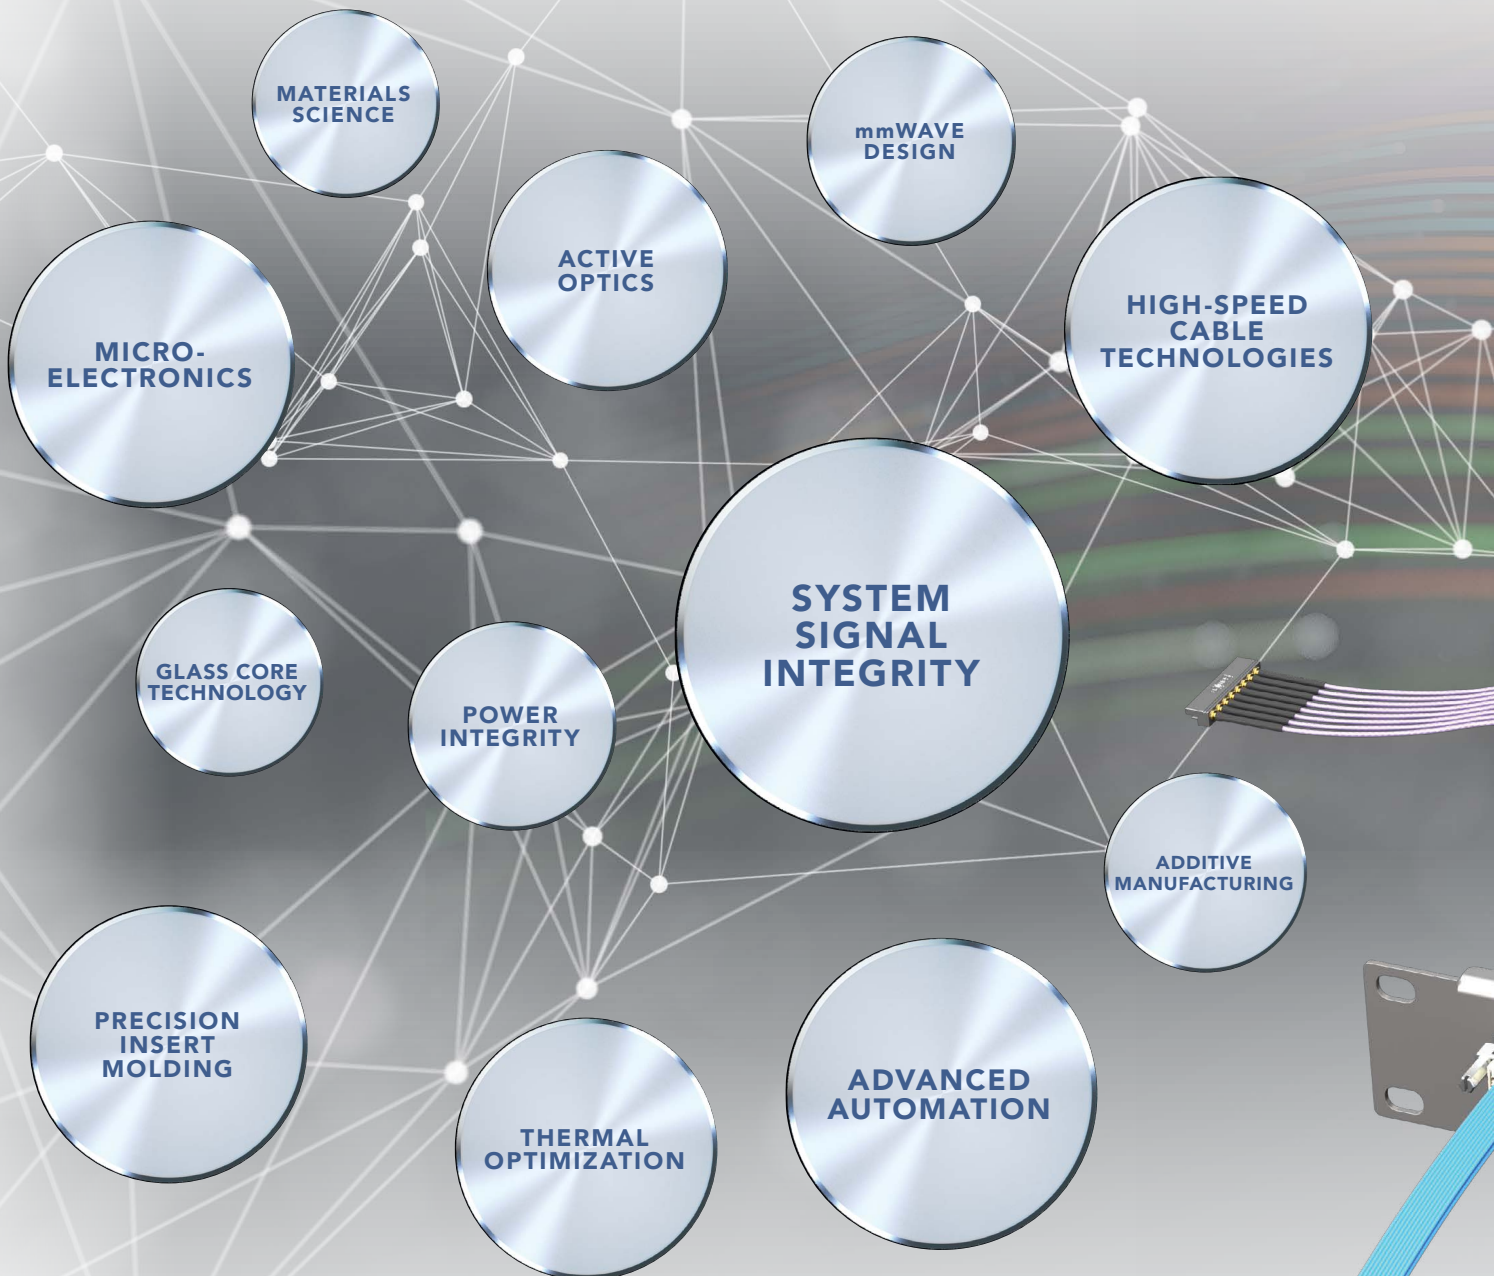 MATERIALS
SCIENCE
mmWAVE
DESIGN
ACTIVE
OPTICS
HIGH-SPEED
CABLE
TECHNOLOGIES
MICRO-
ELECTRONICS
SYSTEM
SIGNAL
INTEGRITY
GLASS CORE
TECHNOLOGY
POWER
INTEGRITY
ADDITIVE
MANUFACTURING
PRECISION
INSERT
MOLDING
ADVANCED
AUTOMATION
THERMAL
OPTIMIZATION